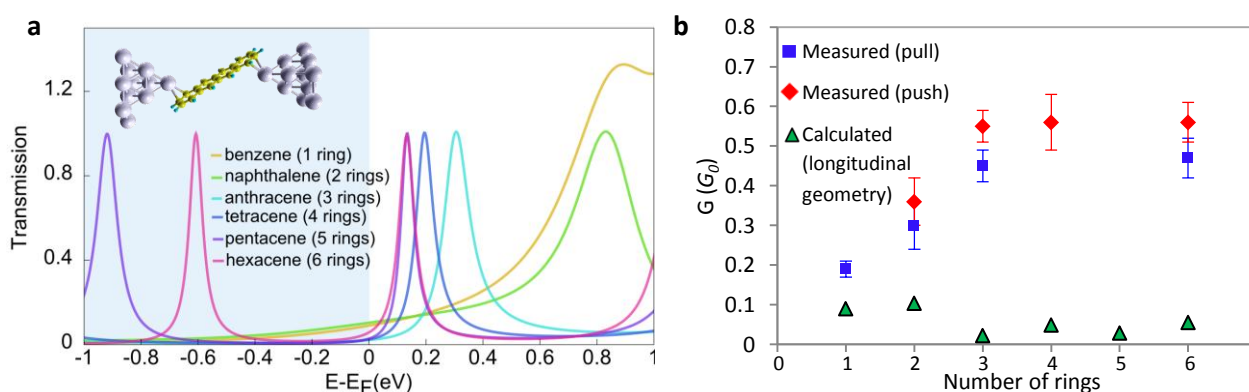 a
Transmission
1.2
0.8
0.4
0
benzene (1 ring)
naphthalene (2 rings)
anthracene (3 rings)
tetracene (4 rings)
pentacene (5 rings)
hexacene (6 rings)
-1 -0.8 -0.6 -0.4 -0.2 0 0.2 0.4 0.6 0.8 1
E-E_F(eV)
b
G (G_0)
0.8
0.7
0.6
0.5
0.4
0.3
0.2
0.1
0
Measured (pull)
Measured (push)
Calculated
(longitudinal
geometry)
1 2 3 4 5 6
Number of rings